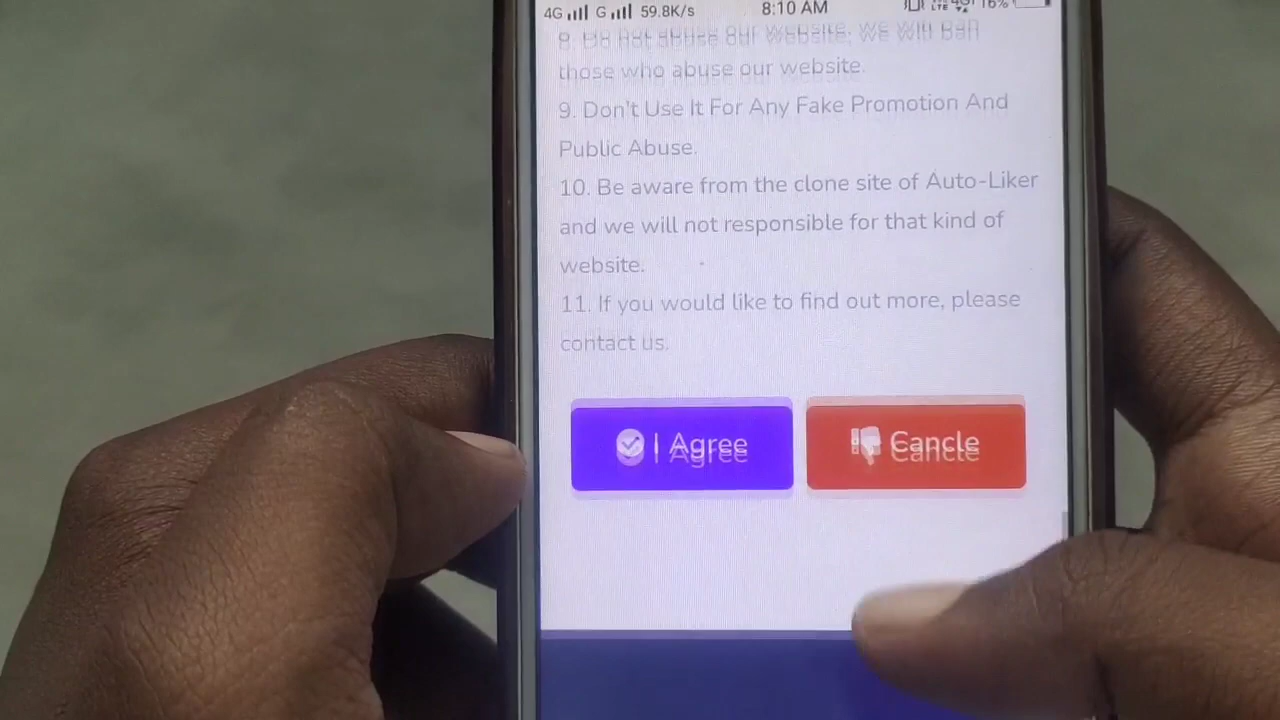 4G G 59.8K/s 8:10 AM 4G LTE 16%
8. Do not abuse our website, we will ban
those who abuse our website.
9. Don't Use It For Any Fake Promotion And
Public Abuse.
10. Be aware from the clone site of Auto-Liker
and we will not responsible for that kind of
website.
11. If you would like to find out more, please
contact us.
I Agree Cancle